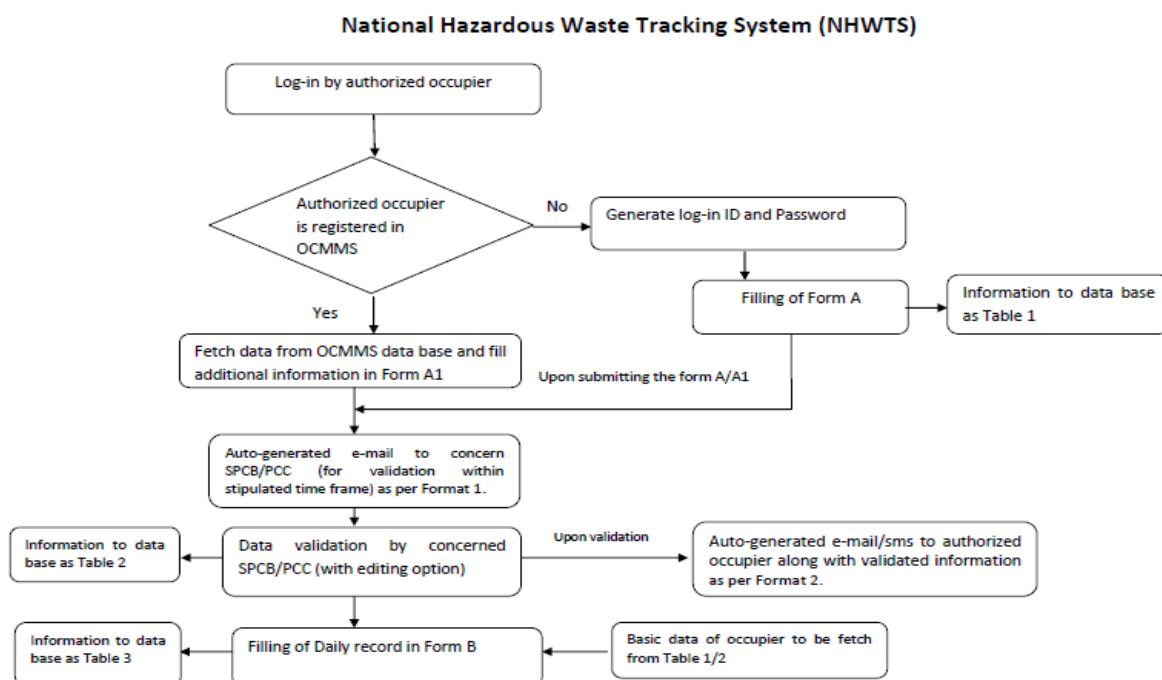 National Hazardous Waste Tracking System (NHWTS)
Log-in by authorized occupier
Authorized occupier
is registered in
OCMMS
No
Generate log-in ID and Password
Filling of Form A
Information to data base
as Table 1
Yes
Fetch data from OCMMS data base and fill
additional information in Form A1
Upon submitting the form A/A1
Auto-generated e-mail to concern
SPCB/PCC (for validation within
stipulated time frame) as per Format 1.
Information to data
base as Table 2
Data validation by concerned
SPCB/PCC (with editing option)
Upon validation
Auto-generated e-mail/sms to authorized
occupier along with validated information
as per Format 2.
Information to data
base as Table 3
Filling of Daily record in Form B
Basic data of occupier to be fetch
from Table 1/2